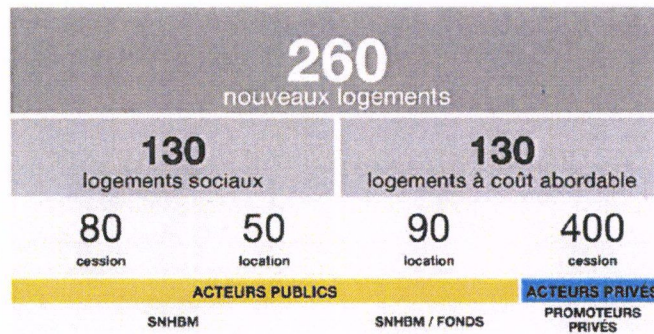 260
nouveaux logements
130 130
logements sociaux logements à coût abordable
80 50 90 400
cession location location cession
ACTEURS PUBLICS ACTEURS PRIVÉS
SNHBM SNHBM / FONDS PROMOTEURS
PRIVÉS